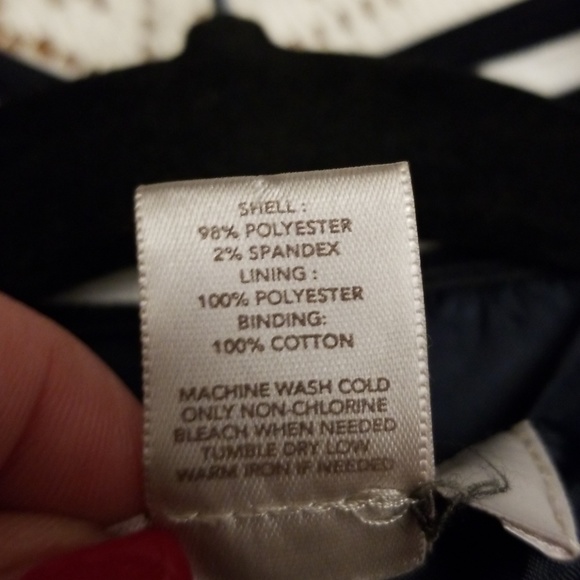 SHELL :
98% POLYESTER
2% SPANDEX
LINING :
100% POLYESTER
BINDING:
100% COTTON
MACHINE WASH COLD
ONLY NON-CHLORINE
BLEACH WHEN NEEDED
TUMBLE DRY LOW
WARM IRON IF NEEDED